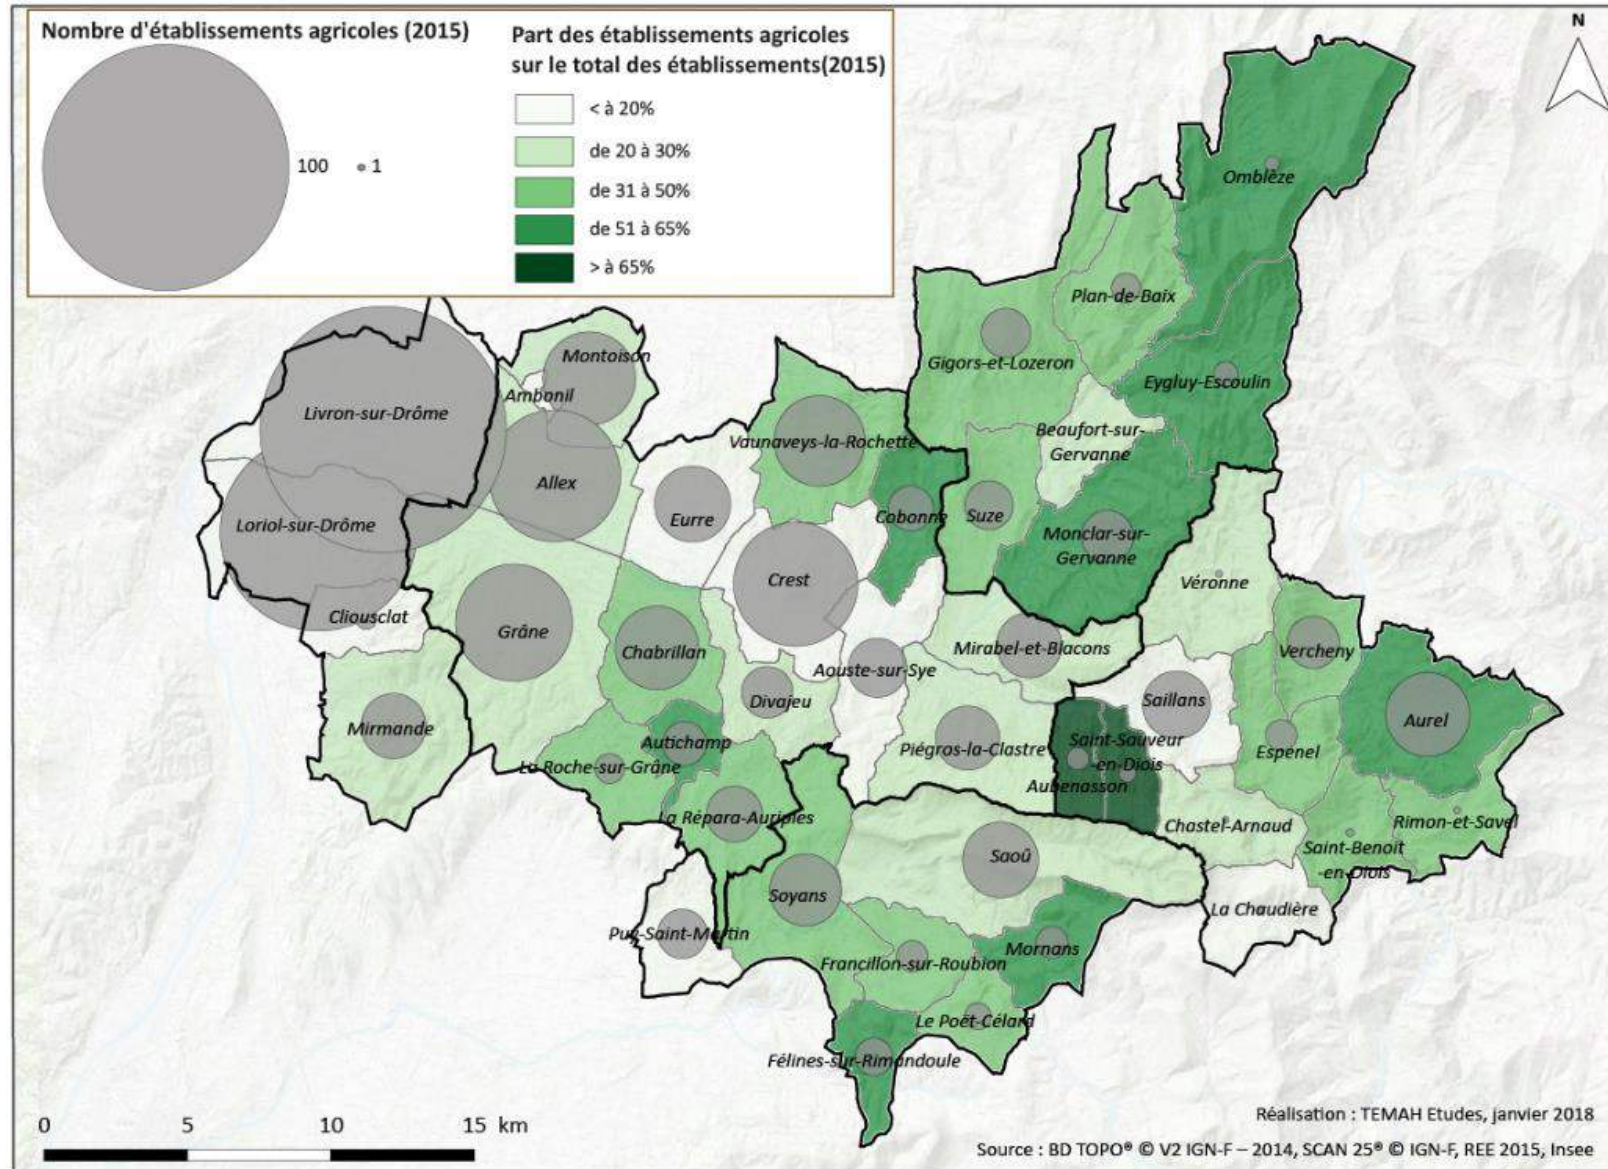 Nombre d'établissements agricoles (2015)
100
1
Part des établissements agricoles
sur le total des établissements(2015)
< à 20%
de 20 à 30%
de 31 à 50%
de 51 à 65%
> à 65%
N
Omblèze
Plan-de-Baix
Gigors-et-Lozeron
Eygluy-Escoulin
Montoison
Ambonil
Livron-sur-Drôme
Vaunaveys-la-Rochette
Beaufort-sur-
Gervanne
Allex
Eurre
Cobonne
Suze
Loriol-sur-Drôme
Monclar-sur-
Gervanne
Crest
Véronne
Cliousclat
Grâne
Chabrillan
Aouste-sur-Sye
Mirabel-et-Blacons
Vercheny
Divajeu
Saillans
Mirmande
Autichamp
Piégros-la-Clastre
Saint-Sauveur
-en-Diois
Espenel
Aurel
La Roche-sur-Grâne
Aubenasson
La Répara-Auriples
Chastel-Arnaud
Rimon-et-Savel
Saint-Benoit
-en-Diois
Saoû
Soyans
La Chaudière
Puy-Saint-Martin
Francillon-sur-Roubion
Mornans
Le Poët-Célard
Félines-sur-Rimandoule
0 5 10 15 km
Réalisation : TEMAH Etudes, janvier 2018
Source : BD TOPO® © V2 IGN-F – 2014, SCAN 25® © IGN-F, REE 2015, Insee